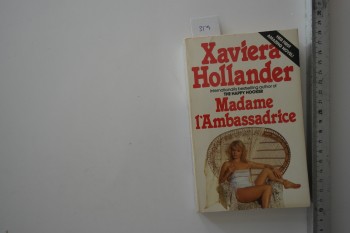 Xaviera
Hollander
internationally bestselling author of
THE HAPPY HOOKER
Madame
l'Ambassadrice